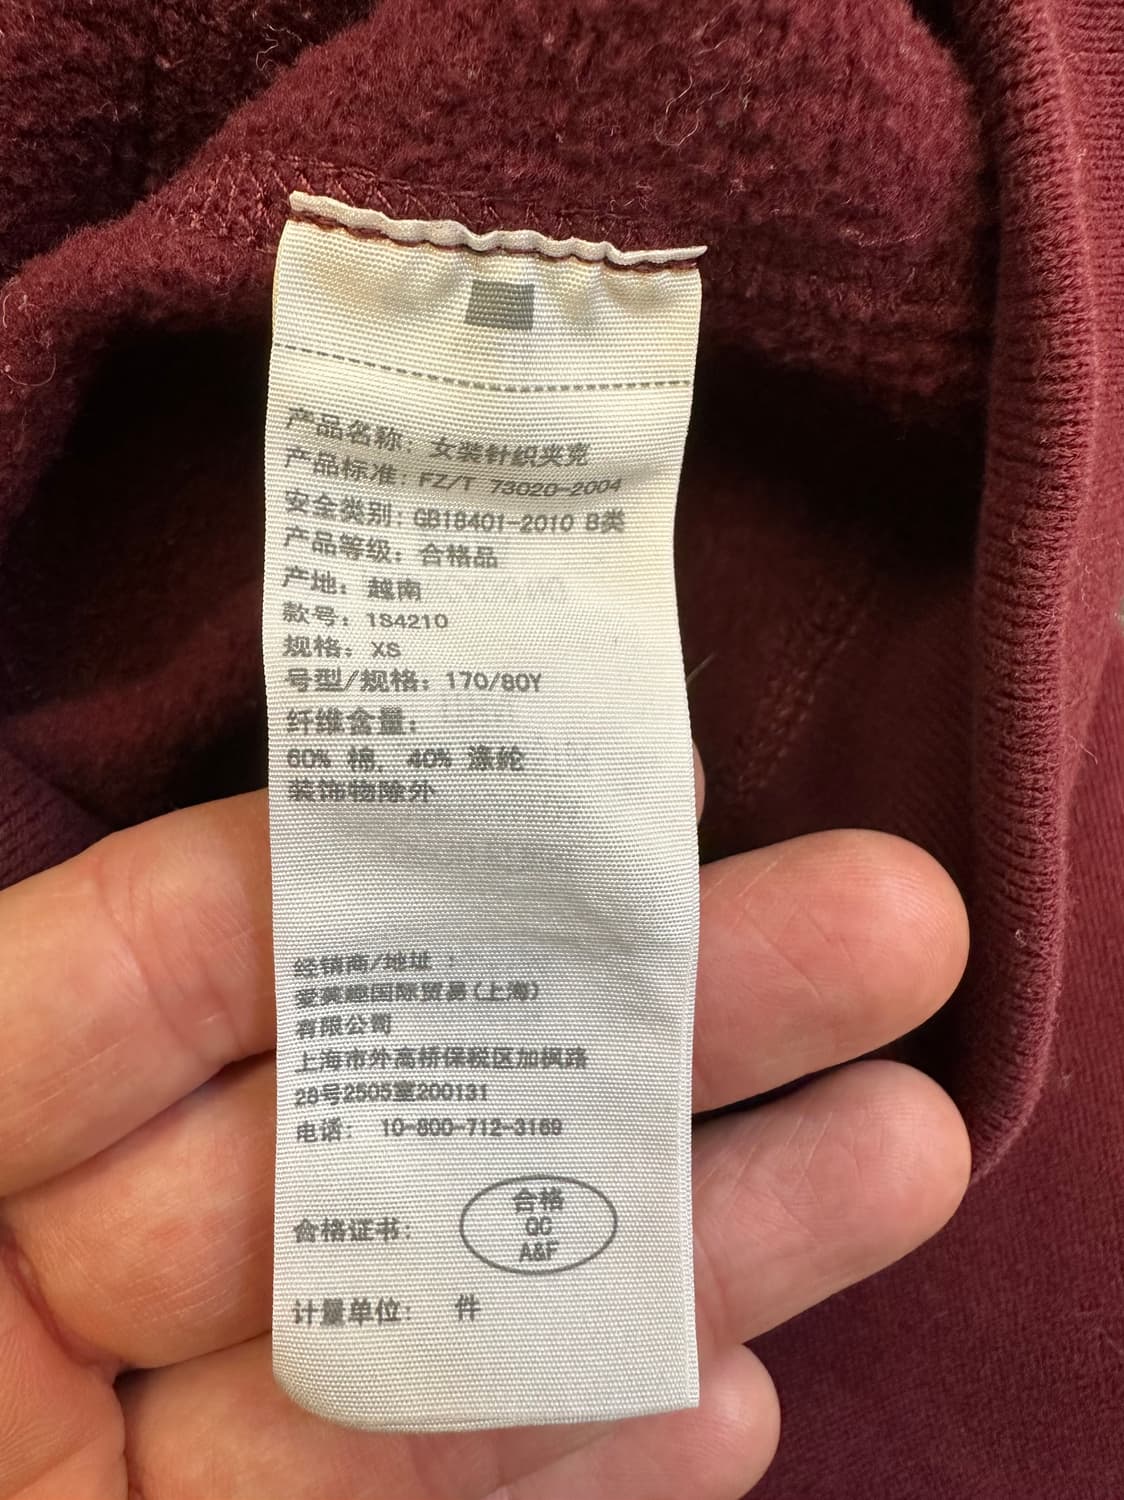 产品名称：女装针织夹克
产品标准：FZ/T 73020-2004
安全类别：GB18401-2010 B类
产品等级：合格品
产地：越南
款号：1S4210
规格：XS
号型/规格：170/80Y
纤维含量：
60% 棉, 40% 涤纶
装饰物除外
经销商/地址 ：
爱芙趣国际贸易(上海)
有限公司
上海市外高桥保税区加枫路
28号2505室200131
电话： 10-800-712-3169
合格证书：
合格
QC
A&F
计量单位： 件